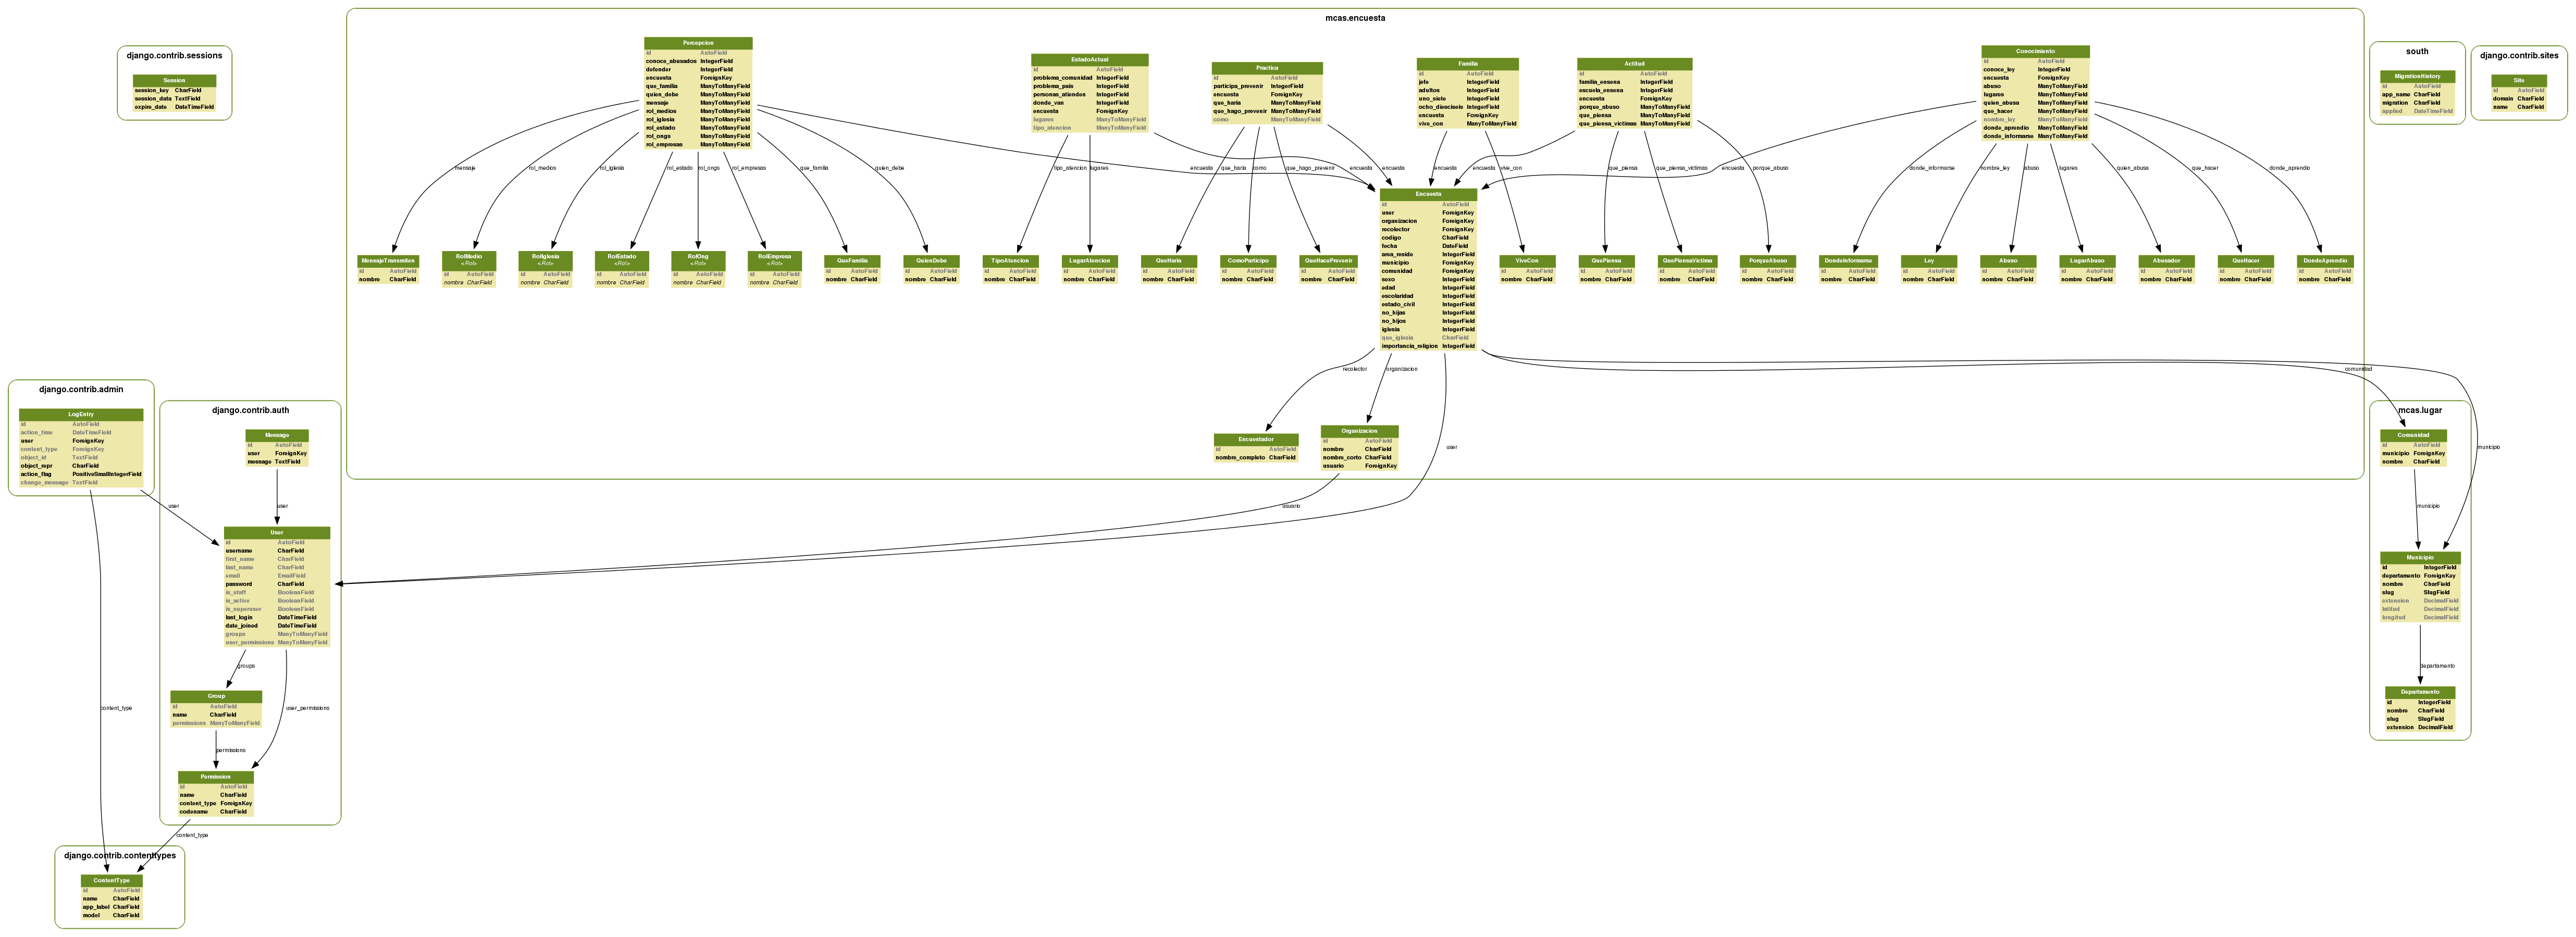 django.contrib.sessions
Session
session_key CharField
session_data TextField
expire_date DateTimeField
mcas.encuesta
Percepcion
id AutoField
conoce_abusados IntegerField
defender IntegerField
encuesta ForeignKey
que_familia ManyToManyField
quien_debe ManyToManyField
mensaje ManyToManyField
rol_medios ManyToManyField
rol_iglesia ManyToManyField
rol_estado ManyToManyField
rol_ongs ManyToManyField
rol_empresas ManyToManyField
EstadoActual
id AutoField
problema_comunidad IntegerField
problema_pais IntegerField
personas_atienden IntegerField
donde_van IntegerField
encuesta ForeignKey
lugares ManyToManyField
tipo_atencion ManyToManyField
Practica
id AutoField
participa_prevenir IntegerField
encuesta ForeignKey
que_haria ManyToManyField
que_hago_prevenir ManyToManyField
como ManyToManyField
Familia
id AutoField
jefe IntegerField
adultos IntegerField
uno_siete IntegerField
ocho_diesciseis IntegerField
encuesta ForeignKey
vive_con ManyToManyField
Actitud
id AutoField
familia_ensena IntegerField
escuela_ensena IntegerField
encuesta ForeignKey
porque_abuso ManyToManyField
que_piensa ManyToManyField
que_piensa_victimas ManyToManyField
Conocimiento
id AutoField
conoce_ley IntegerField
encuesta ForeignKey
abuso ManyToManyField
lugares ManyToManyField
quien_abusa ManyToManyField
que_hacer ManyToManyField
nombre_ley ManyToManyField
donde_aprendio ManyToManyField
donde_informarse ManyToManyField
south
MigrationHistory
id AutoField
app_name CharField
migration CharField
applied DateTimeField
django.contrib.sites
Site
id AutoField
domain CharField
name CharField
mensaje
rol_medios
rol_iglesia
rol_estado
rol_ongs
rol_empresas
que_familia
quien_debe
tipo_atencion
lugares
encuesta
que_haria
como
que_hago_prevenir
encuesta
encuesta
encuesta
encuesta
vive_con
que_piensa
que_piensa_victimas
porque_abuso
encuesta
donde_informarse
nombre_ley
abuso
lugares
quien_abusa
que_hacer
donde_aprendio
MensajeTransmiten
id AutoField
nombre CharField
RolMedio
<Rol>
id AutoField
nombre CharField
RolIglesia
<Rol>
id AutoField
nombre CharField
RolEstado
<Rol>
id AutoField
nombre CharField
RolOng
<Rol>
id AutoField
nombre CharField
RolEmpresa
<Rol>
id AutoField
nombre CharField
QueFamilia
id AutoField
nombre CharField
QuienDebe
id AutoField
nombre CharField
TipoAtencion
id AutoField
nombre CharField
LugarAtencion
id AutoField
nombre CharField
QueHaria
id AutoField
nombre CharField
ComoParticipo
id AutoField
nombre CharField
QueHacePrevenir
id AutoField
nombre CharField
Encuesta
id AutoField
user ForeignKey
organizacion ForeignKey
recolector ForeignKey
codigo CharField
fecha DateField
area_reside IntegerField
municipio ForeignKey
comunidad ForeignKey
sexo IntegerField
edad IntegerField
escolaridad IntegerField
estado_civil IntegerField
no_hijas IntegerField
no_hijos IntegerField
iglesia IntegerField
que_iglesia CharField
importancia_religion IntegerField
ViveCon
id AutoField
nombre CharField
QuePiensa
id AutoField
nombre CharField
QuePiensaVictima
id AutoField
nombre CharField
PorqueAbuso
id AutoField
nombre CharField
DondeInformarse
id AutoField
nombre CharField
Ley
id AutoField
nombre CharField
Abuso
id AutoField
nombre CharField
LugarAbuso
id AutoField
nombre CharField
Abusador
id AutoField
nombre CharField
QueHacer
id AutoField
nombre CharField
DondeAprendio
id AutoField
nombre CharField
recolector
organizacion
user
comunidad
municipio
Encuestador
id AutoField
nombre_completo CharField
Organizacion
id AutoField
nombre CharField
nombre_corto CharField
usuario ForeignKey
usuario
django.contrib.admin
LogEntry
id AutoField
action_time DateTimeField
user ForeignKey
content_type ForeignKey
object_id TextField
object_repr CharField
action_flag PositiveSmallIntegerField
change_message TextField
user
content_type
django.contrib.auth
Message
id AutoField
user ForeignKey
message TextField
user
User
id AutoField
username CharField
first_name CharField
last_name CharField
email EmailField
password CharField
is_staff BooleanField
is_active BooleanField
is_superuser BooleanField
last_login DateTimeField
date_joined DateTimeField
groups ManyToManyField
user_permissions ManyToManyField
groups
user_permissions
Group
id AutoField
name CharField
permissions ManyToManyField
permissions
Permission
id AutoField
name CharField
content_type ForeignKey
codename CharField
content_type
django.contrib.contenttypes
ContentType
id AutoField
name CharField
app_label CharField
model CharField
mcas.lugar
Comunidad
id AutoField
municipio ForeignKey
nombre CharField
municipio
Municipio
id IntegerField
departamento ForeignKey
nombre CharField
slug SlugField
extension DecimalField
latitud DecimalField
longitud DecimalField
departamento
Departamento
id IntegerField
nombre CharField
slug SlugField
extension DecimalField